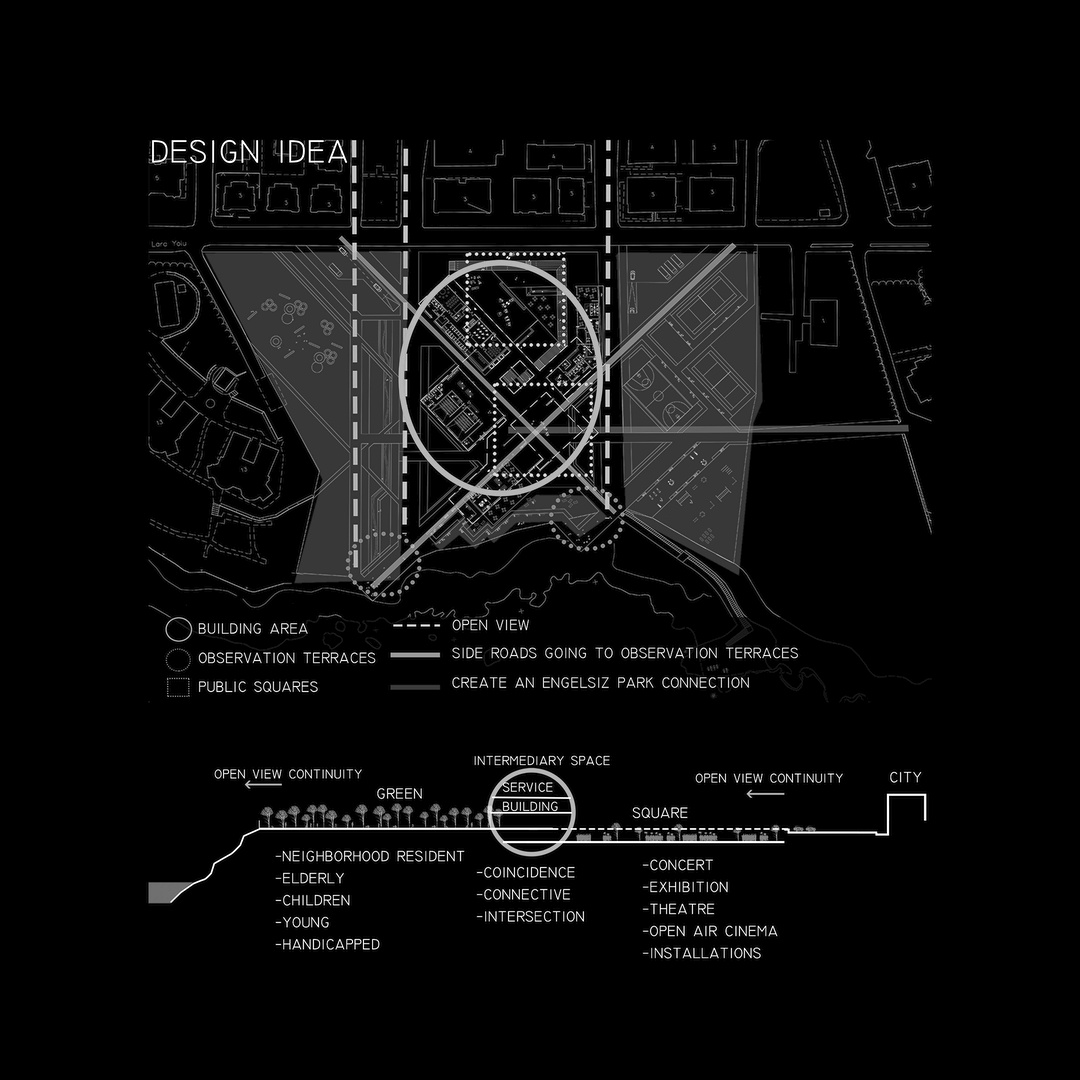 DESIGN IDEA
Lara Yolu
BUILDING AREA
OBSERVATION TERRACES
PUBLIC SQUARES
OPEN VIEW
SIDE ROADS GOING TO OBSERVATION TERRACES
CREATE AN ENGELSIZ PARK CONNECTION
INTERMEDIARY SPACE
OPEN VIEW CONTINUITY
GREEN
SERVICE
BUILDING
SQUARE
OPEN VIEW CONTINUITY
CITY
-NEIGHBORHOOD RESIDENT
-ELDERLY
-CHILDREN
-YOUNG
-HANDICAPPED
-COINCIDENCE
-CONNECTIVE
-INTERSECTION
-CONCERT
-EXHIBITION
-THEATRE
-OPEN AIR CINEMA
-INSTALLATIONS